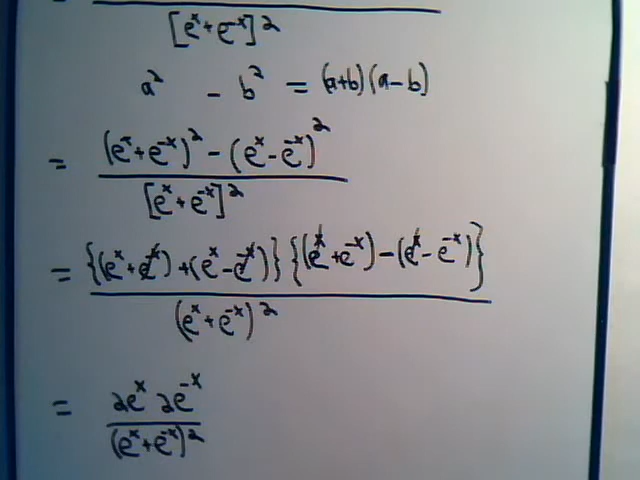 [e^x + e^-x]^2
a^2 - b^2 = (a+b)(a-b)
= (e^x + e^-x)^2 - (e^x - e^-x)^2
[e^x + e^-x]^2
= {(e^x + e^-x) + (e^x - e^-x)} {(e^x + e^-x) - (e^x - e^-x)}
(e^x + e^-x)^2
= 2e^x 2e^-x
(e^x + e^-x)^2